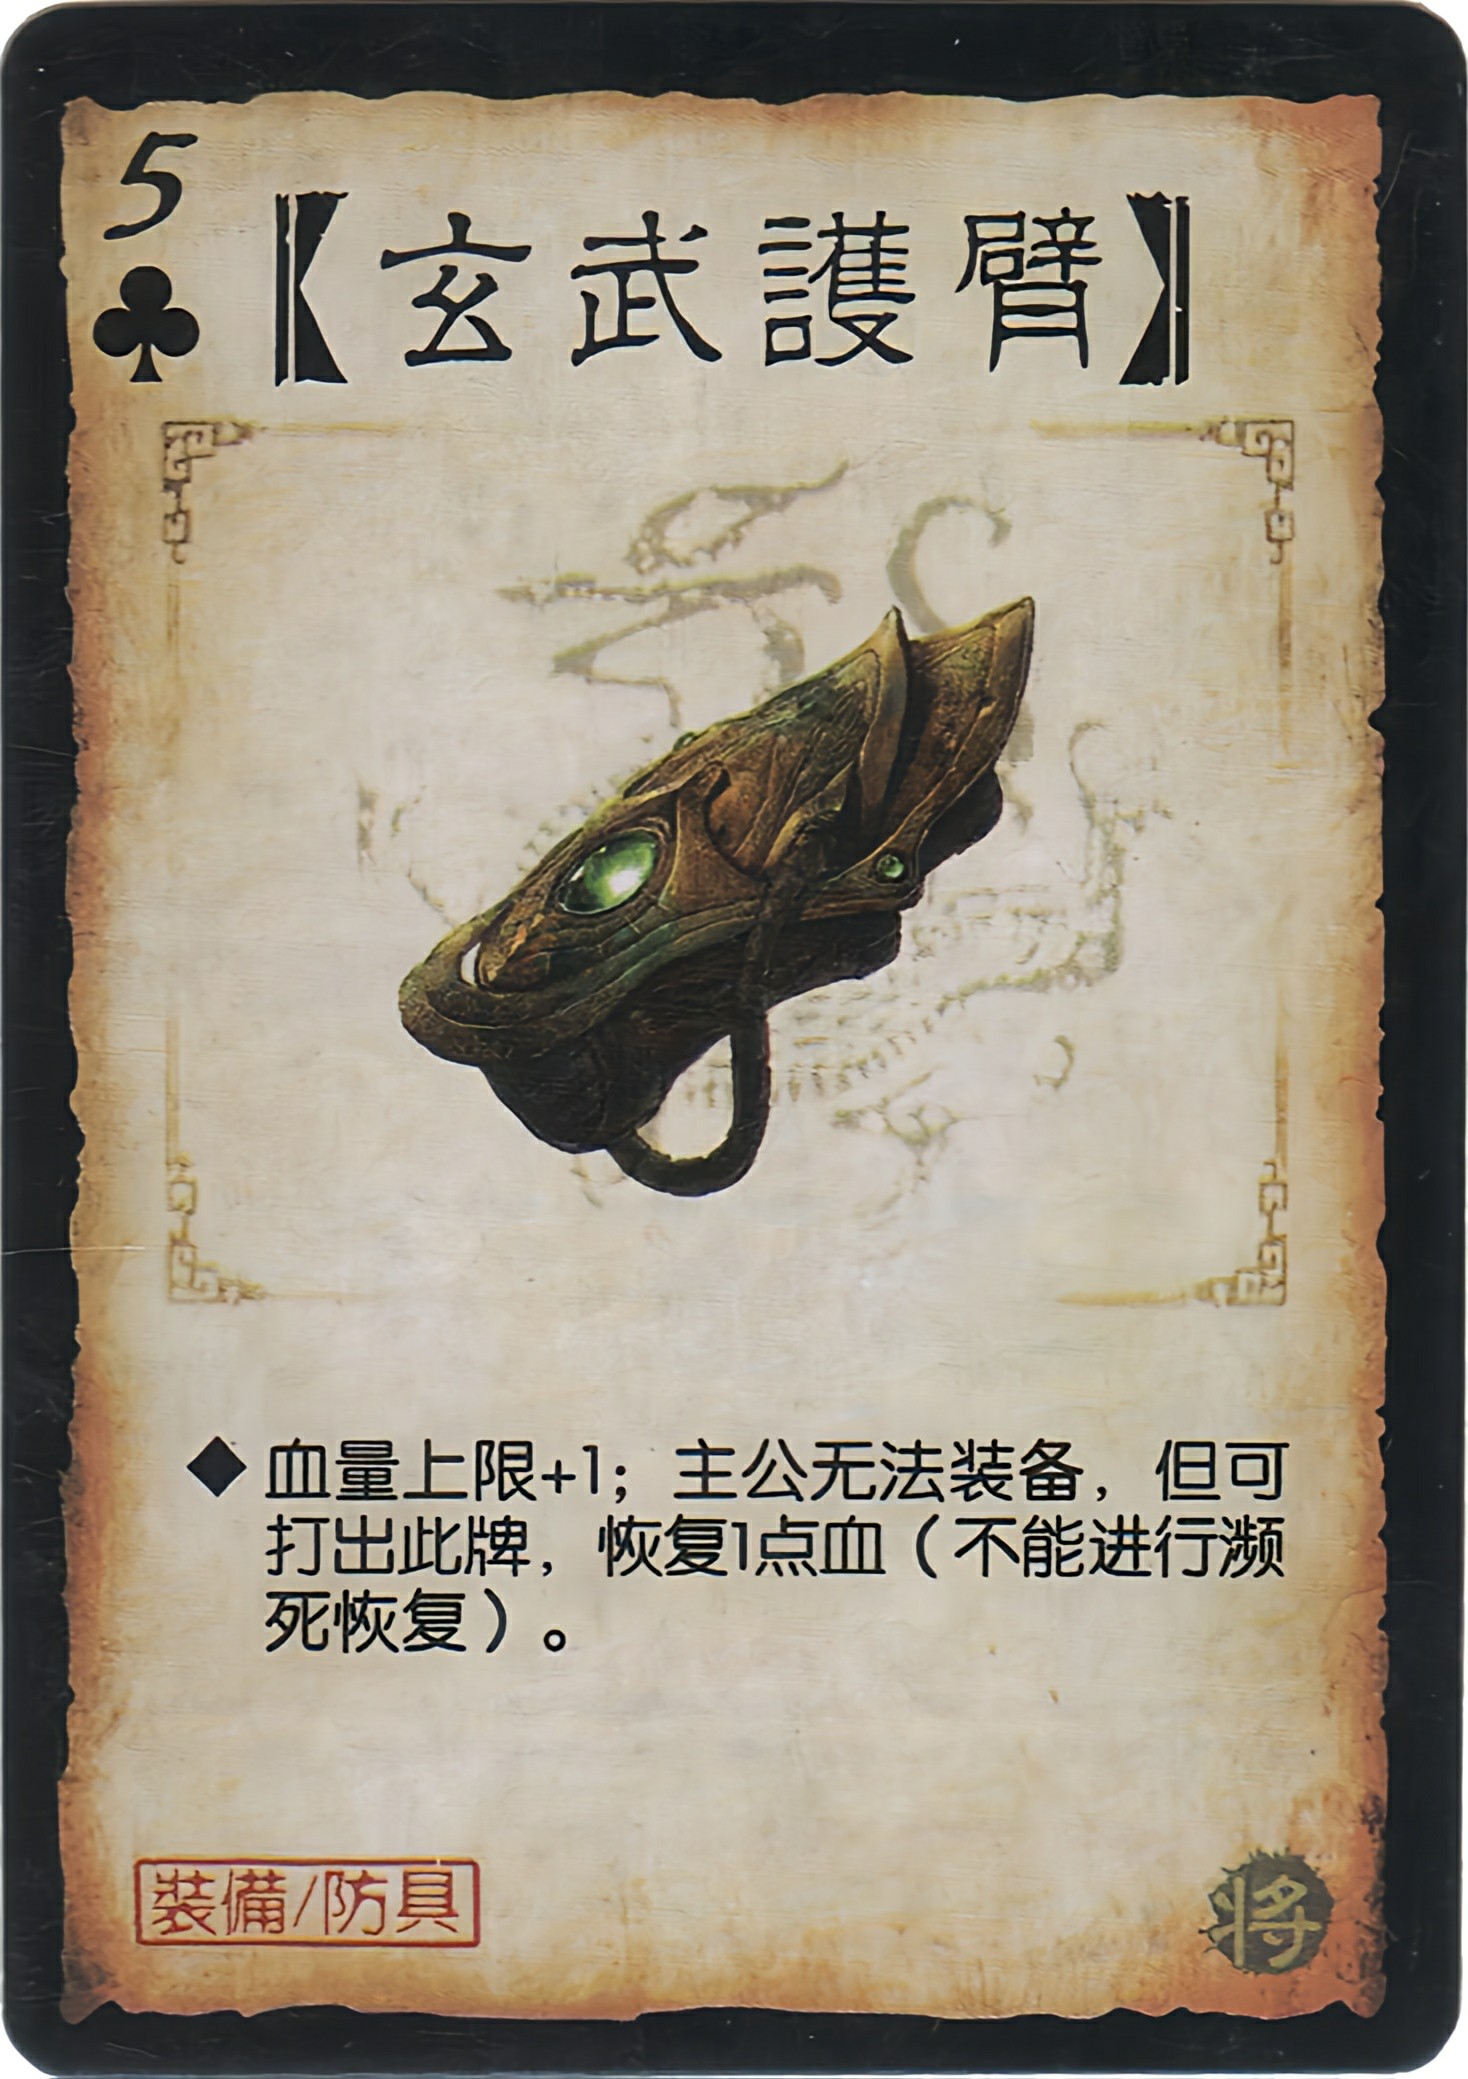 5
【玄武護臂】
◆血量上限+1；主公无法装备，但可
打出此牌，恢复1点血（不能进行濒
死恢复）。
裝備/防具
将